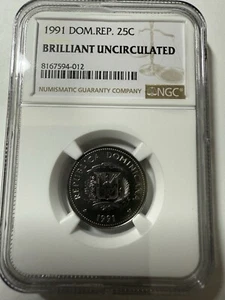 1991 DOM.REP. 25C
BRILLIANT UNCIRCULATED
8167594-012
NUMISMATIC GUARANTY COMPANY
NGC
REPUBLICA DOMINICANA
1991